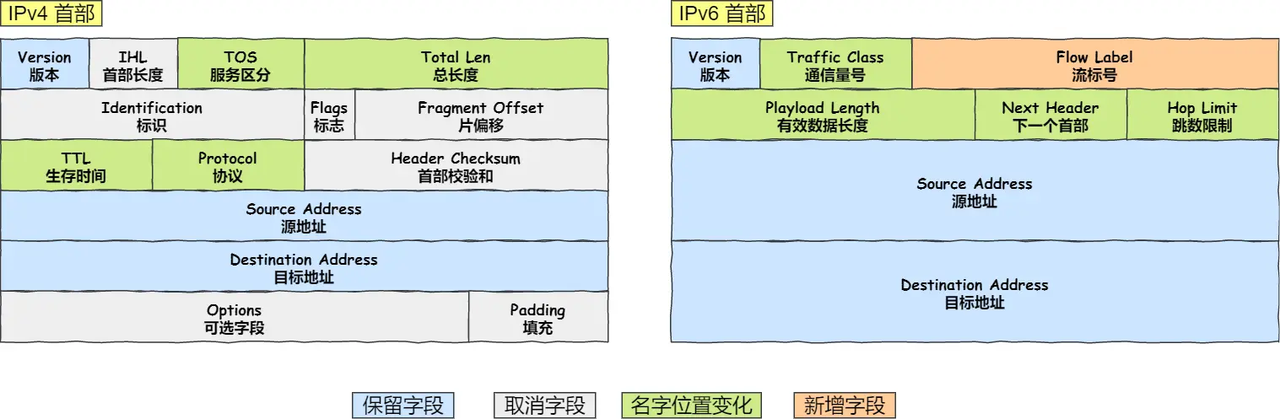 IPv4 首部
Version
版本
IHL
首部长度
TOS
服务区分
Total Len
总长度
Identification
标识
Flags
标志
Fragment Offset
片偏移
TTL
生存时间
Protocol
协议
Header Checksum
首部校验和
Source Address
源地址
Destination Address
目标地址
Options
可选字段
Padding
填充
IPv6 首部
Version
版本
Traffic Class
通信量号
Flow Label
流标号
Playload Length
有效数据长度
Next Header
下一个首部
Hop Limit
跳数限制
Source Address
源地址
Destination Address
目标地址
保留字段
取消字段
名字位置变化
新增字段